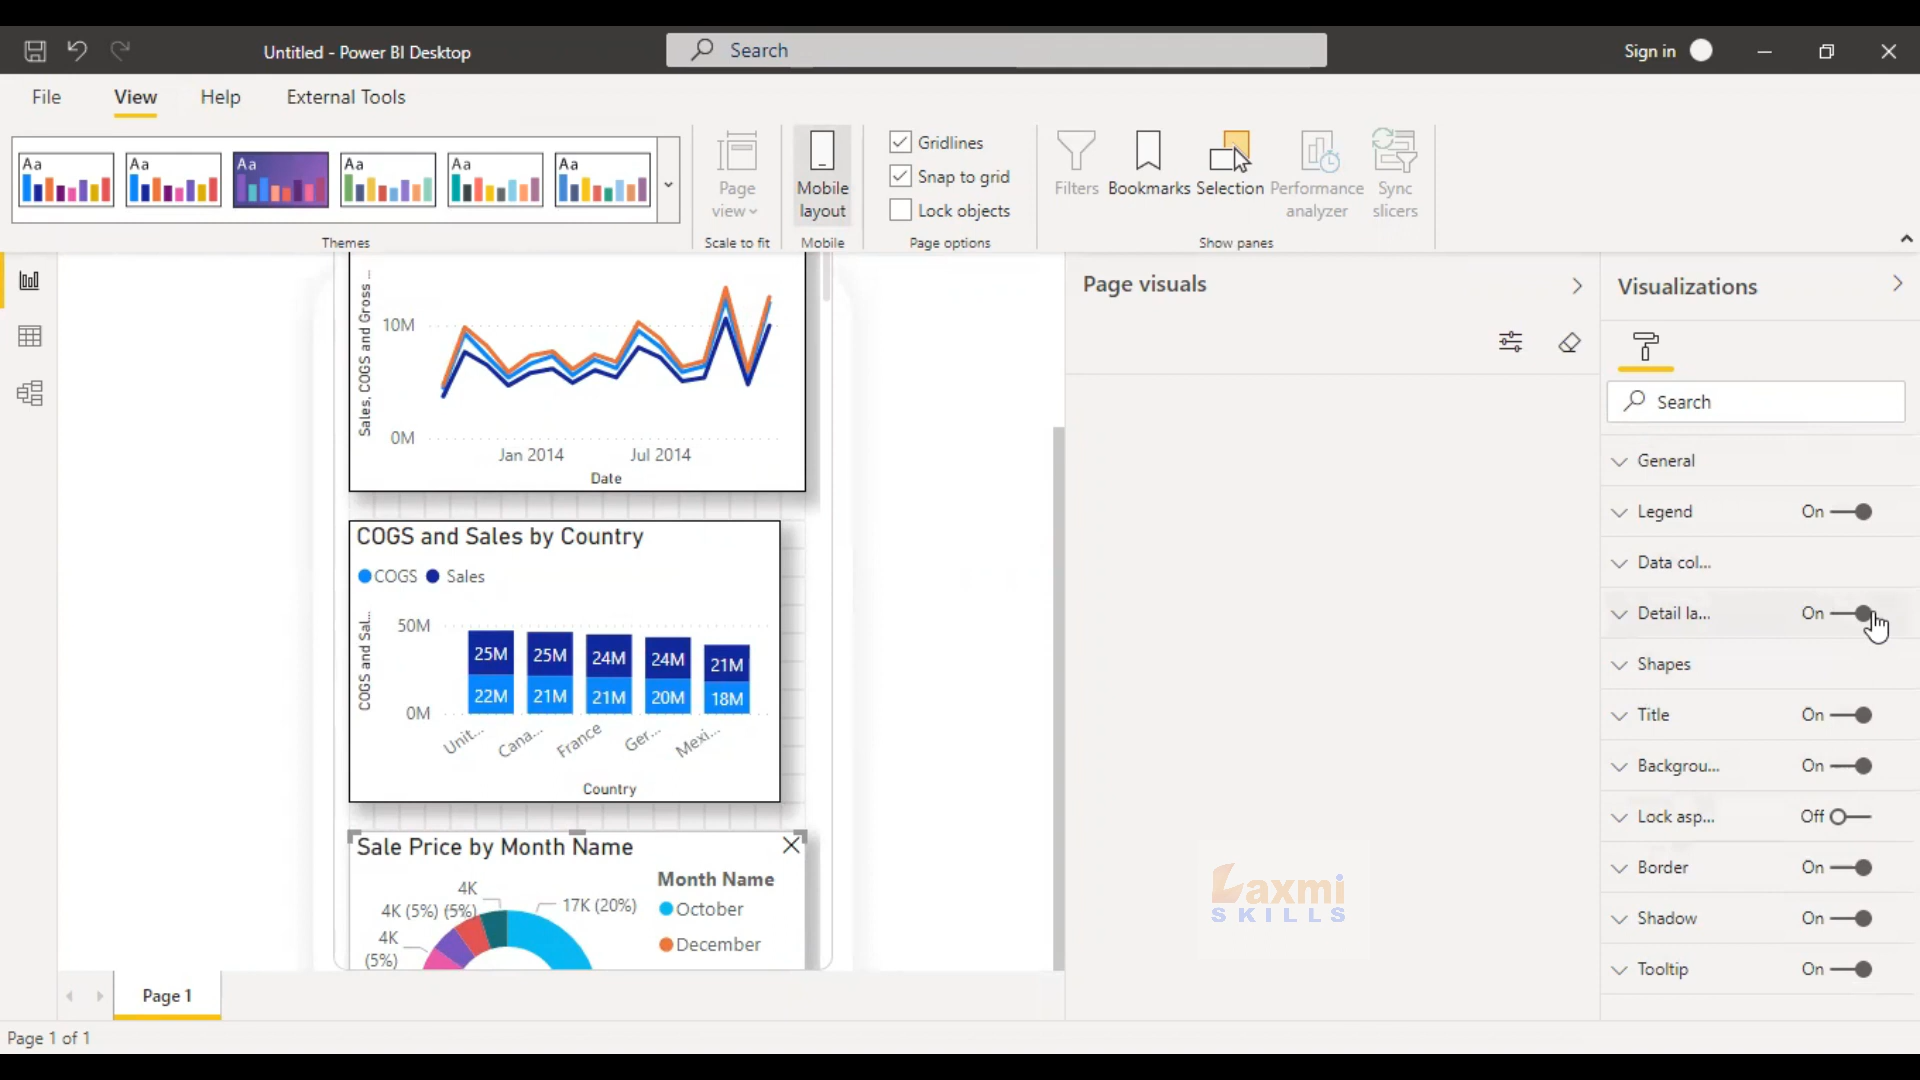 Untitled - Power BI Desktop
Search
Sign in
File
View
Help
External Tools
Aa
Aa
Aa
Aa
Aa
Aa
Themes
Page view
Scale to fit
Mobile layout
Mobile
Gridlines
Snap to grid
Lock objects
Page options
Filters
Bookmarks
Selection
Performance analyzer
Sync slicers
Show panes
Sales, COGS and Gross ...
10M
0M
Jan 2014
Jul 2014
Date
COGS and Sales by Country
COGS
Sales
COGS and Sal...
50M
0M
25M
25M
24M
24M
21M
22M
21M
21M
20M
18M
Unit...
Cana...
France
Ger...
Mexi...
Country
Sale Price by Month Name
Month Name
October
December
4K
4K (5%)
(5%)
17K (20%)
4K
(5%)
Page visuals
Visualizations
Search
General
Legend
On
Data col...
Detail la...
On
Shapes
Title
On
Backgrou...
On
Lock asp...
Off
Border
On
Shadow
On
Tooltip
On
Laxmi
SKILLS
Page 1
Page 1 of 1